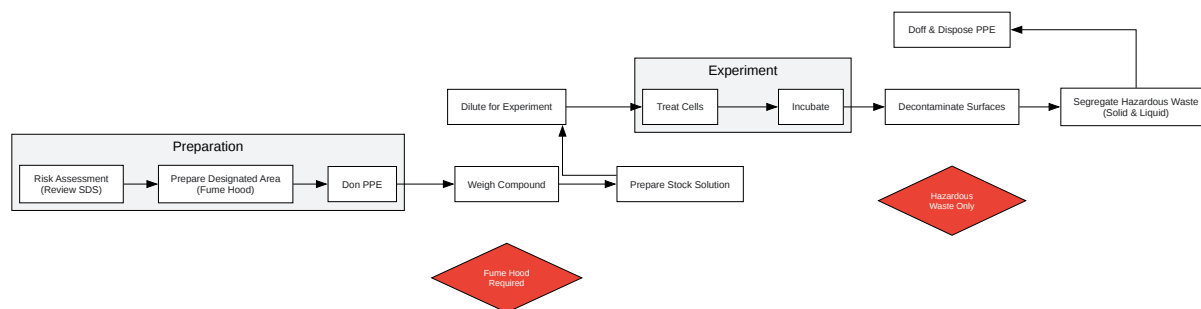 Preparation
Risk Assessment
(Review SDS)
Prepare Designated Area
(Fume Hood)
Don PPE
Weigh Compound
Prepare Stock Solution
Dilute for Experiment
Experiment
Treat Cells
Incubate
Decontaminate Surfaces
Segregate Hazardous Waste
(Solid & Liquid)
Doff & Dispose PPE
Fume Hood
Required
Hazardous
Waste Only